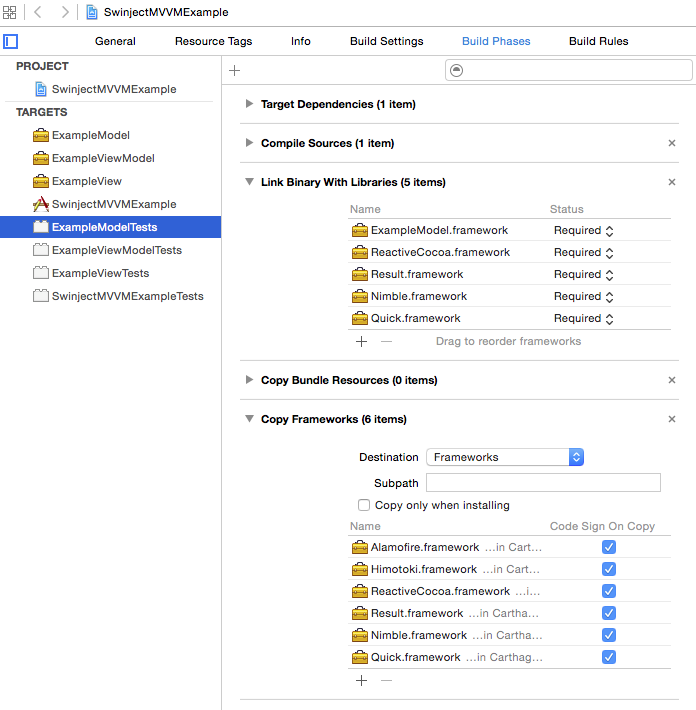 SwinjectMVVMExample
General Resource Tags Info Build Settings Build Phases Build Rules
PROJECT
SwinjectMVVMExample
TARGETS
ExampleModel
ExampleViewModel
ExampleView
SwinjectMVVMExample
ExampleModelTests
ExampleViewModelTests
ExampleViewTests
SwinjectMVVMExampleTests
Target Dependencies (1 item)
Compile Sources (1 item)
Link Binary With Libraries (5 items)
Name Status
ExampleModel.framework Required
ReactiveCocoa.framework Required
Result.framework Required
Nimble.framework Required
Quick.framework Required
Drag to reorder frameworks
Copy Bundle Resources (0 items)
Copy Frameworks (6 items)
Destination Frameworks
Subpath
Copy only when installing
Name Code Sign On Copy
Alamofire.framework ...in Cart...
Himotoki.framework ...in Cart...
ReactiveCocoa.framework ...i...
Result.framework ...in Cartha...
Nimble.framework ...in Cartha...
Quick.framework ...in Carthag...